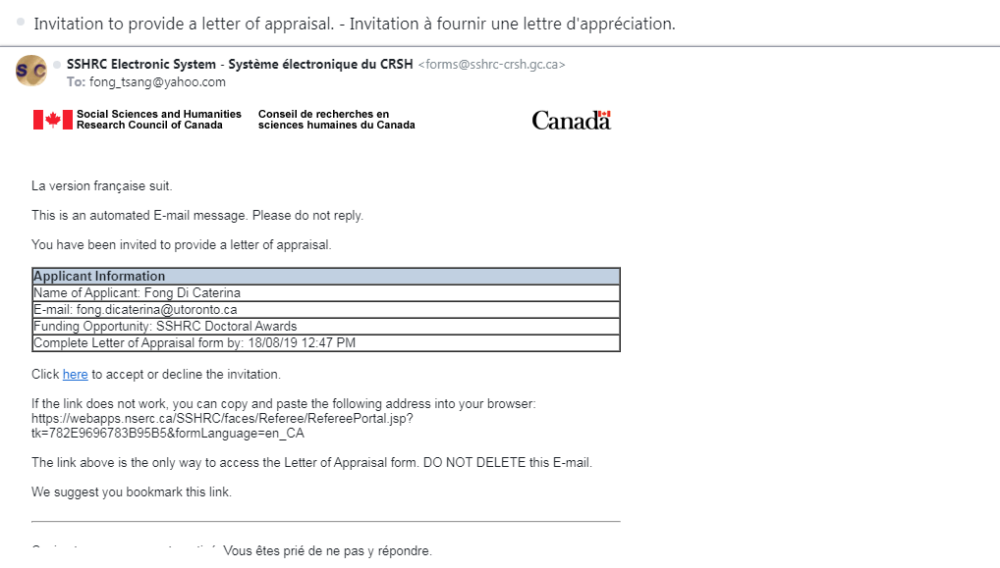 Invitation to provide a letter of appraisal. - Invitation à fournir une lettre d'appréciation.
S C
SSHRC Electronic System - Système électronique du CRSH <forms@sshrc-crsh.gc.ca>
To: fong_tsang@yahoo.com
Social Sciences and Humanities Research Council of Canada
Conseil de recherches en sciences humaines du Canada
Canada
La version française suit.
This is an automated E-mail message. Please do not reply.
You have been invited to provide a letter of appraisal.
Applicant Information
Name of Applicant: Fong Di Caterina
E-mail: fong.dicaterina@utoronto.ca
Funding Opportunity: SSHRC Doctoral Awards
Complete Letter of Appraisal form by: 18/08/19 12:47 PM
Click here to accept or decline the invitation.
If the link does not work, you can copy and paste the following address into your browser:
https://webapps.nserc.ca/SSHRC/faces/Referee/RefereePortal.jsp?
tk=782E9696783B95B5&formLanguage=en_CA
The link above is the only way to access the Letter of Appraisal form. DO NOT DELETE this E-mail.
We suggest you bookmark this link.
Vous êtes prié de ne pas y répondre.